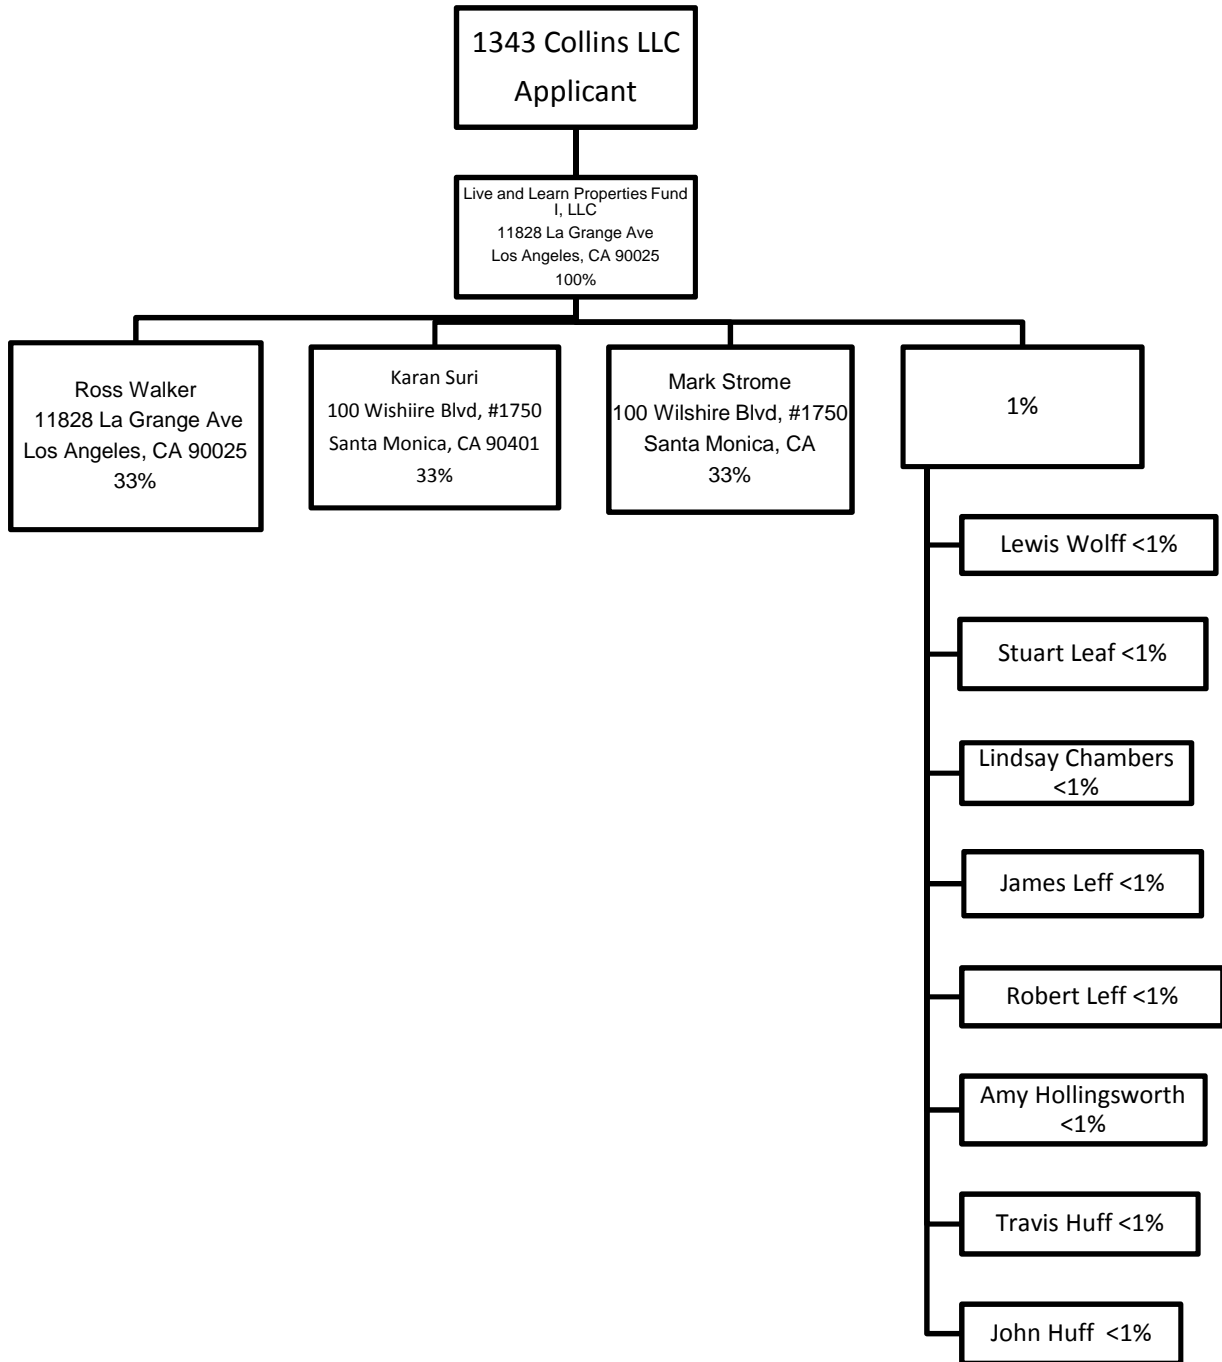 1343 Collins LLC
Applicant
Live and Learn Properties Fund
I, LLC
11828 La Grange Ave
Los Angeles, CA 90025
100%
Ross Walker
11828 La Grange Ave
Los Angeles, CA 90025
33%
Karan Suri
100 Wishiire Blvd, #1750
Santa Monica, CA 90401
33%
Mark Strome
100 Wilshire Blvd, #1750
Santa Monica, CA
33%
1%
Lewis Wolff <1%
Stuart Leaf <1%
Lindsay Chambers
<1%
James Leff <1%
Robert Leff <1%
Amy Hollingsworth
<1%
Travis Huff <1%
John Huff <1%